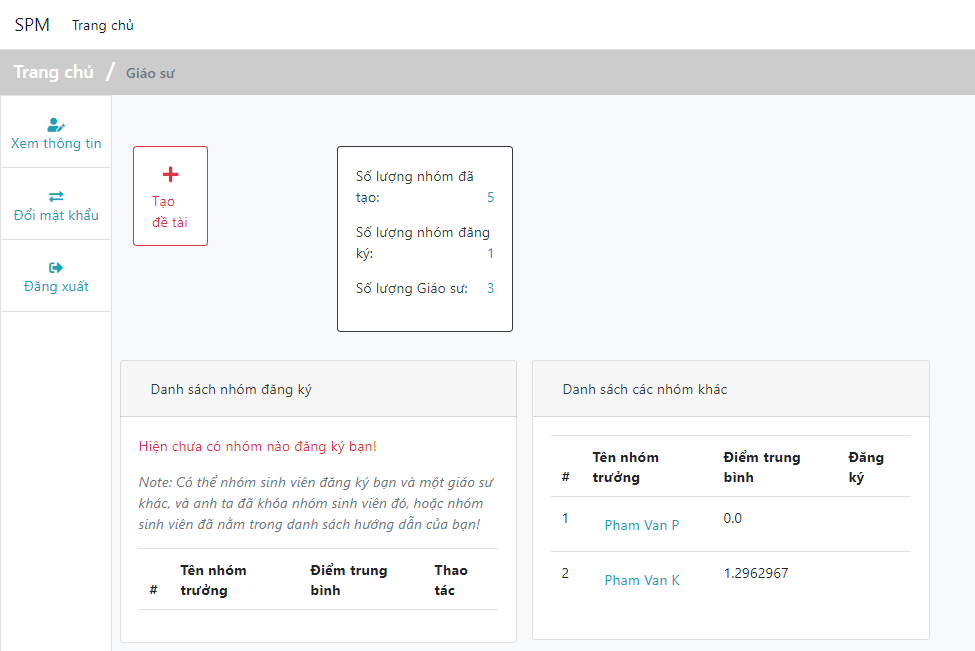 SPM Trang chủ
Trang chủ / Giáo sư
Xem thông tin
Đổi mật khẩu
Đăng xuất
+
Tạo
đề tài
Số lượng nhóm đã
tạo: 5
Số lượng nhóm đăng
ký: 1
Số lượng Giáo sư: 3
Danh sách nhóm đăng ký
Hiện chưa có nhóm nào đăng ký bạn!
Note: Có thể nhóm sinh viên đăng ký bạn và một giáo sư
khác, và anh ta đã khóa nhóm sinh viên đó, hoặc nhóm
sinh viên đã nằm trong danh sách hướng dẫn của bạn!
Tên nhóm Điểm trung Thao
# trưởng bình tác
Danh sách các nhóm khác
Tên nhóm Điểm trung Đăng
# trưởng bình ký
1 Pham Van P 0.0
2 Pham Van K 1.2962967